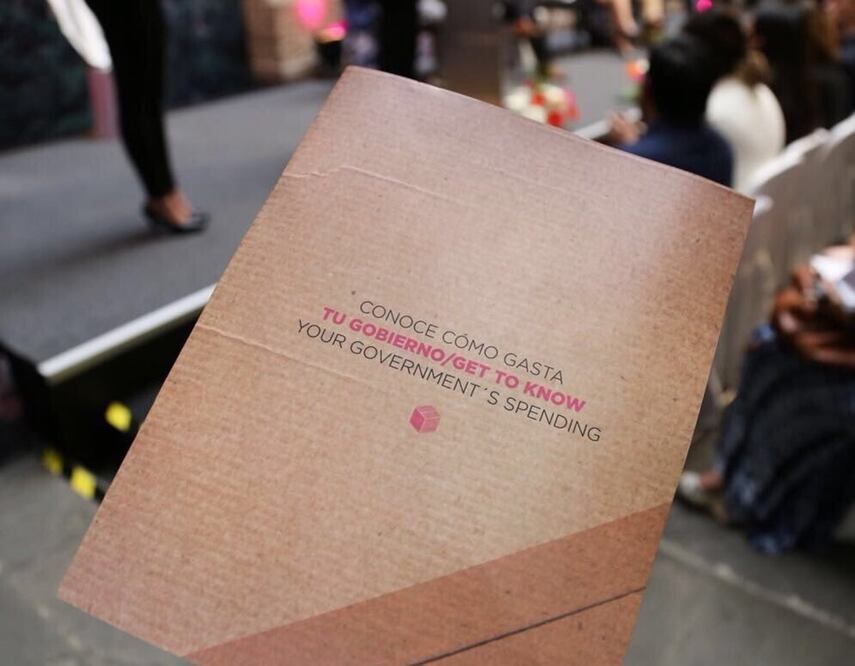 CONOCE CÓMO GASTA
TU GOBIERNO/GET TO KNOW
YOUR GOVERNMENT´S SPENDING